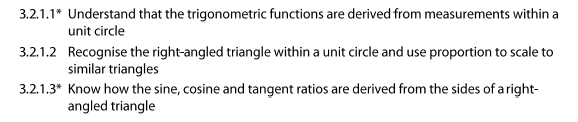 3.2.1.1* Understand that the trigonometric functions are derived from measurements within a
unit circle
3.2.1.2 Recognise the right-angled triangle within a unit circle and use proportion to scale to
similar triangles
3.2.1.3* Know how the sine, cosine and tangent ratios are derived from the sides of a right-
angled triangle